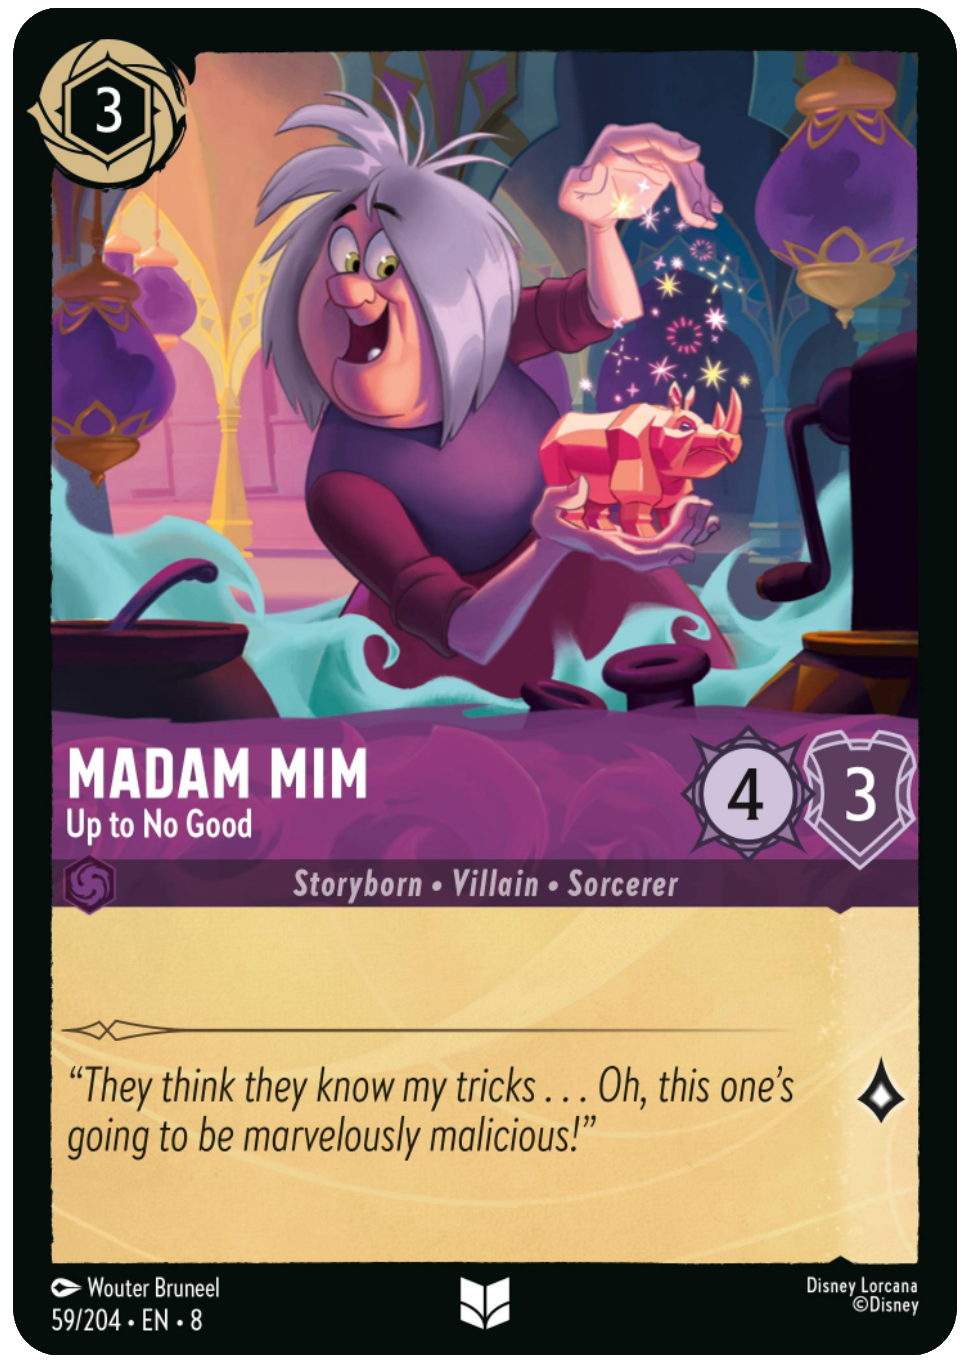 3
MADAM MIM
Up to No Good
4
3
Storyborn • Villain • Sorcerer
“They think they know my tricks . . . Oh, this one’s
going to be marvelously malicious!”
Wouter Bruneel
59/204 • EN • 8
Disney Lorcana
©Disney